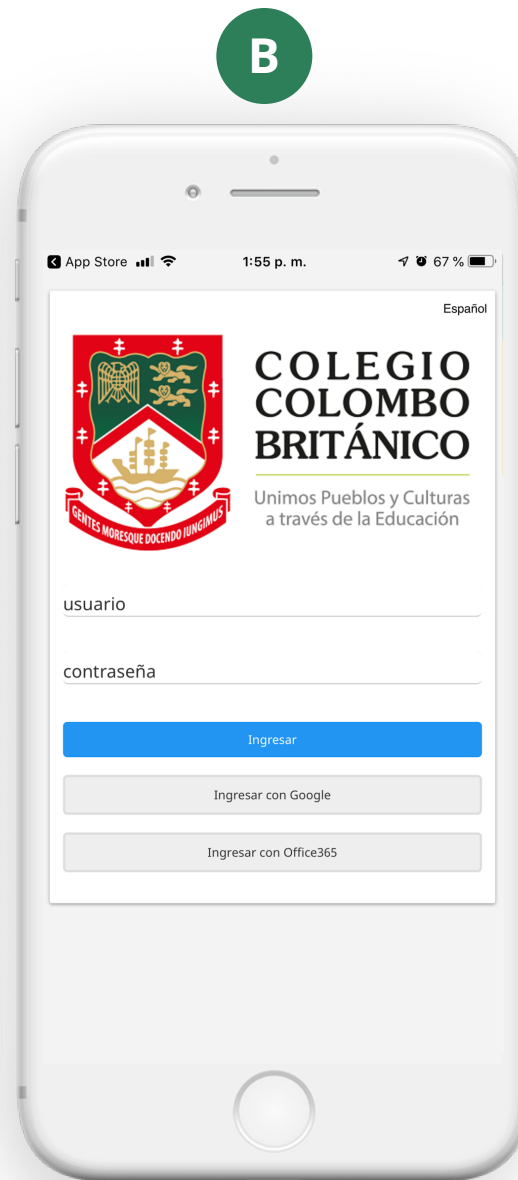 B
App Store 1:55 p. m. 67 %
Español
COLEGIO
COLOMBO
BRITÁNICO
Unimos Pueblos y Culturas
a través de la Educación
GENTES MORESQUE DOCENDO IUNGIMUS
usuario
contraseña
Ingresar
Ingresar con Google
Ingresar con Office365